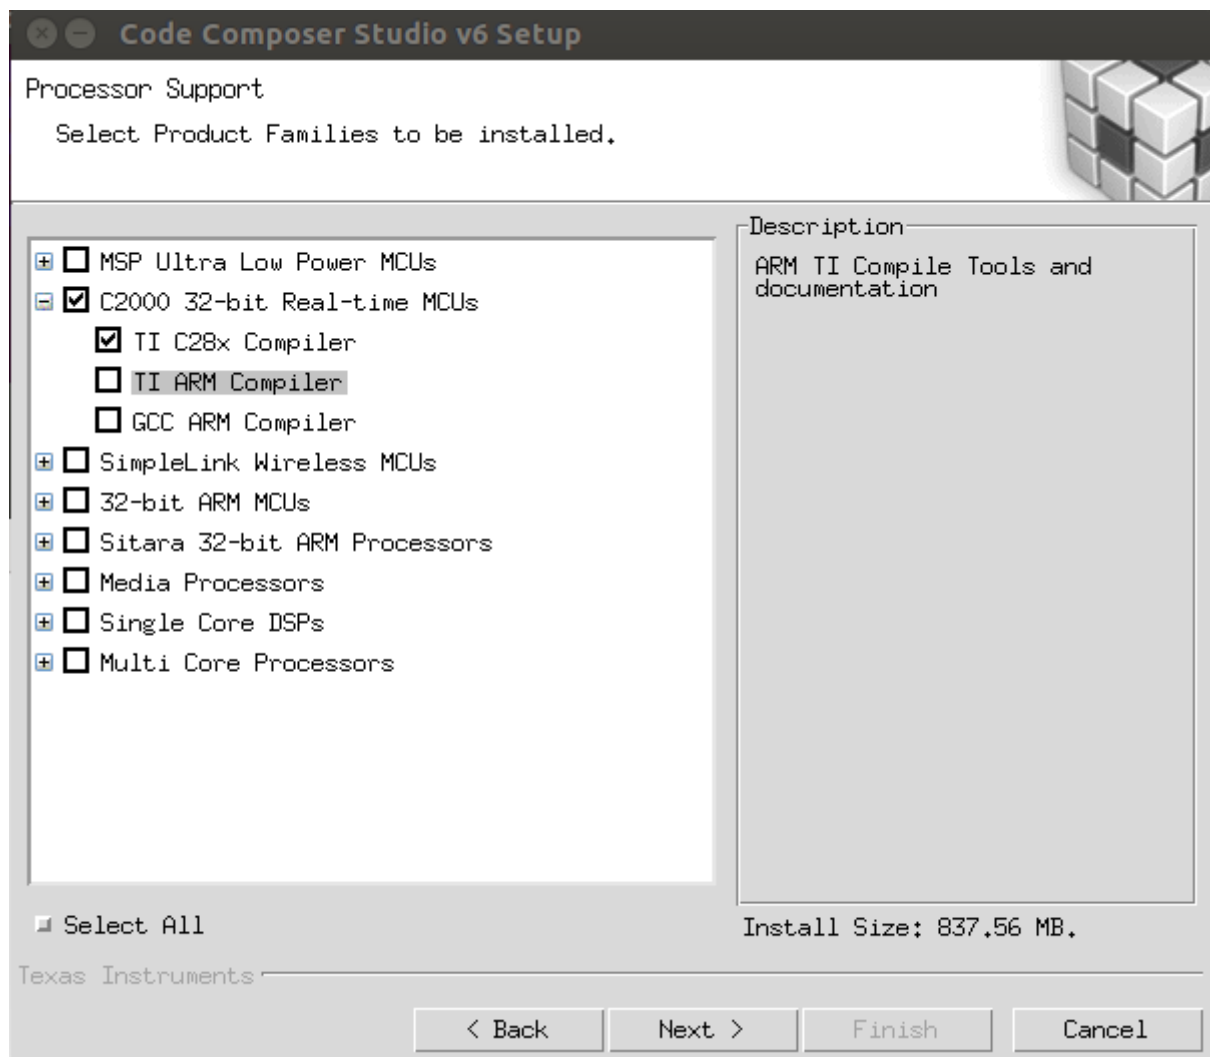 Code Composer Studio v6 Setup
Processor Support
Select Product Families to be installed.
MSP Ultra Low Power MCUs
C2000 32-bit Real-time MCUs
TI C28x Compiler
TI ARM Compiler
GCC ARM Compiler
SimpleLink Wireless MCUs
32-bit ARM MCUs
Sitara 32-bit ARM Processors
Media Processors
Single Core DSPs
Multi Core Processors
Select All
Description
ARM TI Compile Tools and
documentation
Install Size: 837.56 MB.
Texas Instruments
< Back
Next >
Finish
Cancel